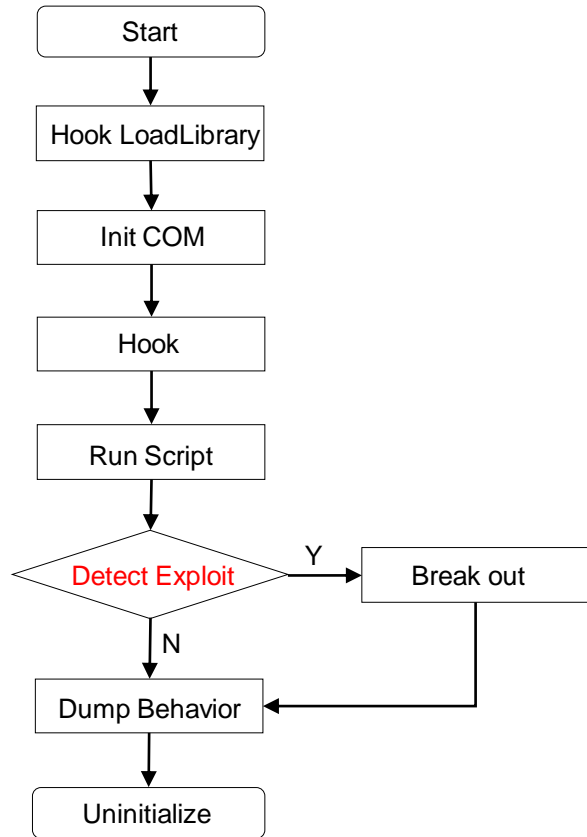 Start
Hook LoadLibrary
Init COM
Hook
Run Script
Detect Exploit
Y
Break out
N
Dump Behavior
Uninitialize